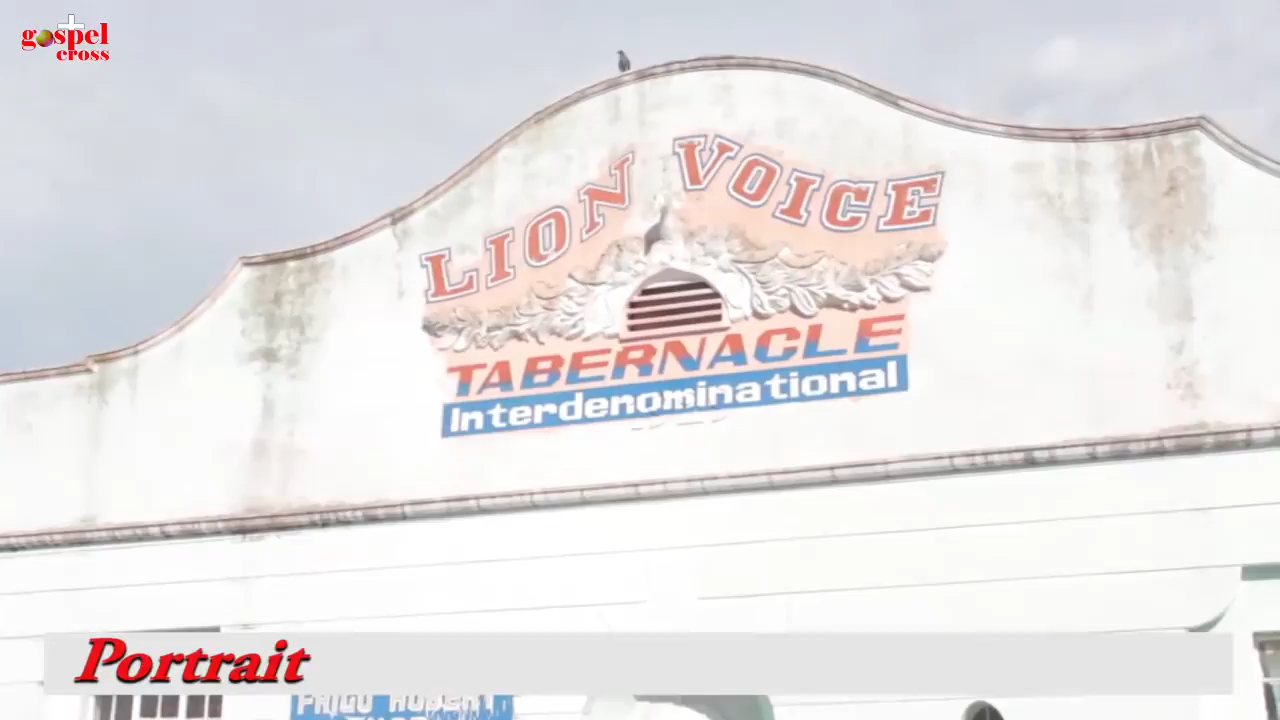 gospel
cross
LION VOICE
TABERNACLE
Interdenominational
Portrait